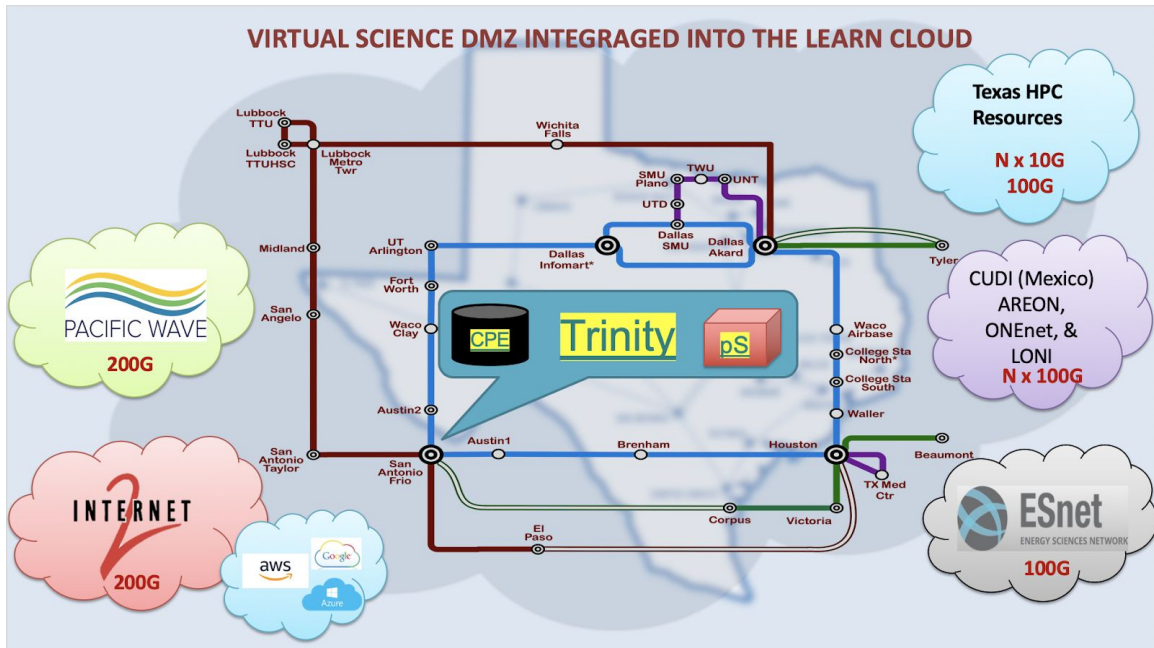 VIRTUAL SCIENCE DMZ INTEGRAGED INTO THE LEARN CLOUD
Texas HPC
Resources
N x 10G
100G
Lubbock
TTU
Lubbock
TTUHSC
Lubbock
Metro
Twr
Wichita
Falls
SMU
Plano
TWU
UNT
UTD
Dallas
SMU
Dallas
Akard
Dallas
Infomart*
UT
Arlington
Tyler
Midland
Fort
Worth
San
Angelo
Waco
Clay
CPE
Trinity
pS
Waco
Airbase
College Sta
North*
College Sta
South
Waller
Austin2
Austin1
Brenham
Houston
Beaumont
San
Antonio
Taylor
San
Antonio
Frio
TX Med
Ctr
Corpus
Victoria
El
Paso
PACIFIC WAVE
200G
CUDI (Mexico)
AREON,
ONEnet, &
LONI
N x 100G
INTERNET
2
200G
aws
Google
Azure
ESnet
ENERGY SCIENCES NETWORK
100G